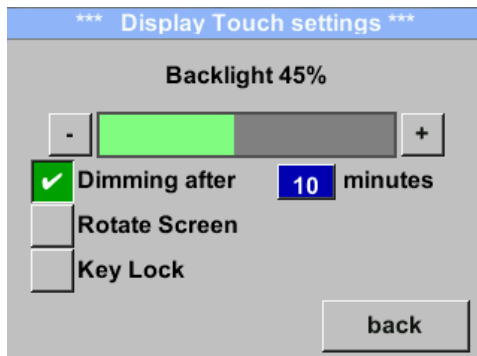 *** Display Touch settings ***
Backlight 45%
- +
Dimming after 10 minutes
Rotate Screen
Key Lock
back